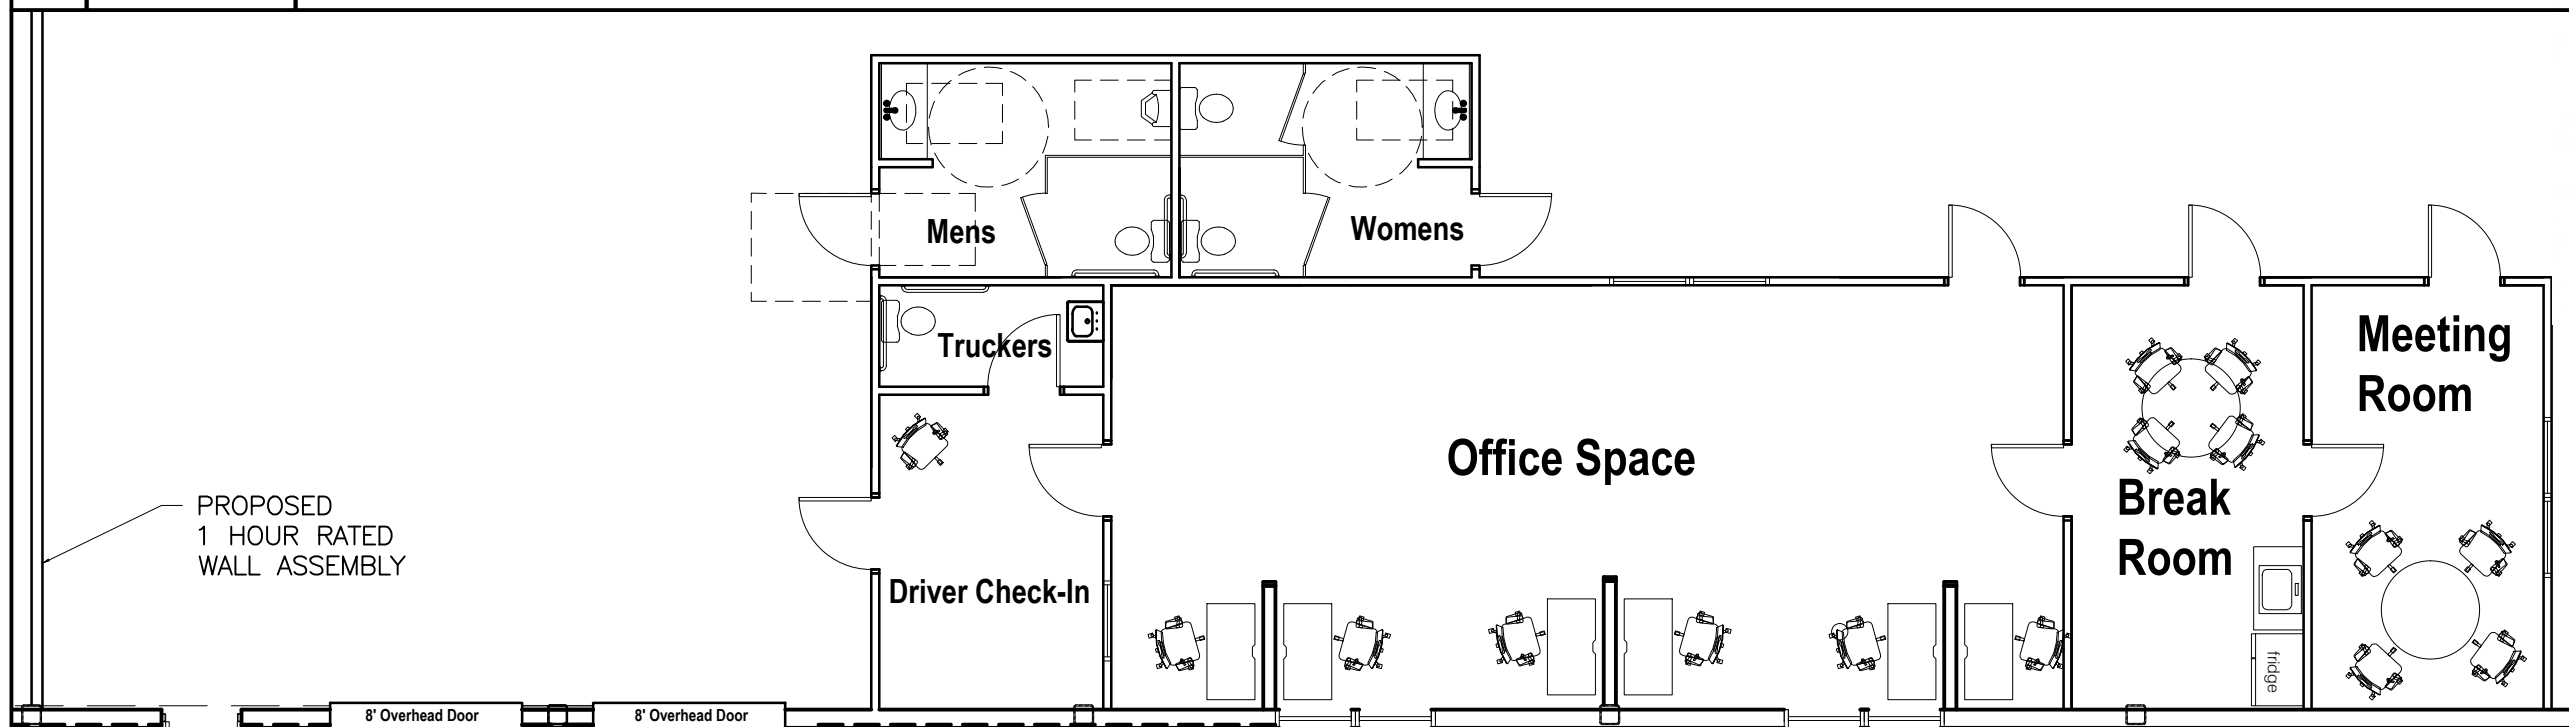 Mens
Womens
Truckers
Meeting
Room
Office Space
PROPOSED
1 HOUR RATED
WALL ASSEMBLY
Break
Room
Driver Check-In
fridge
8' Overhead Door
8' Overhead Door